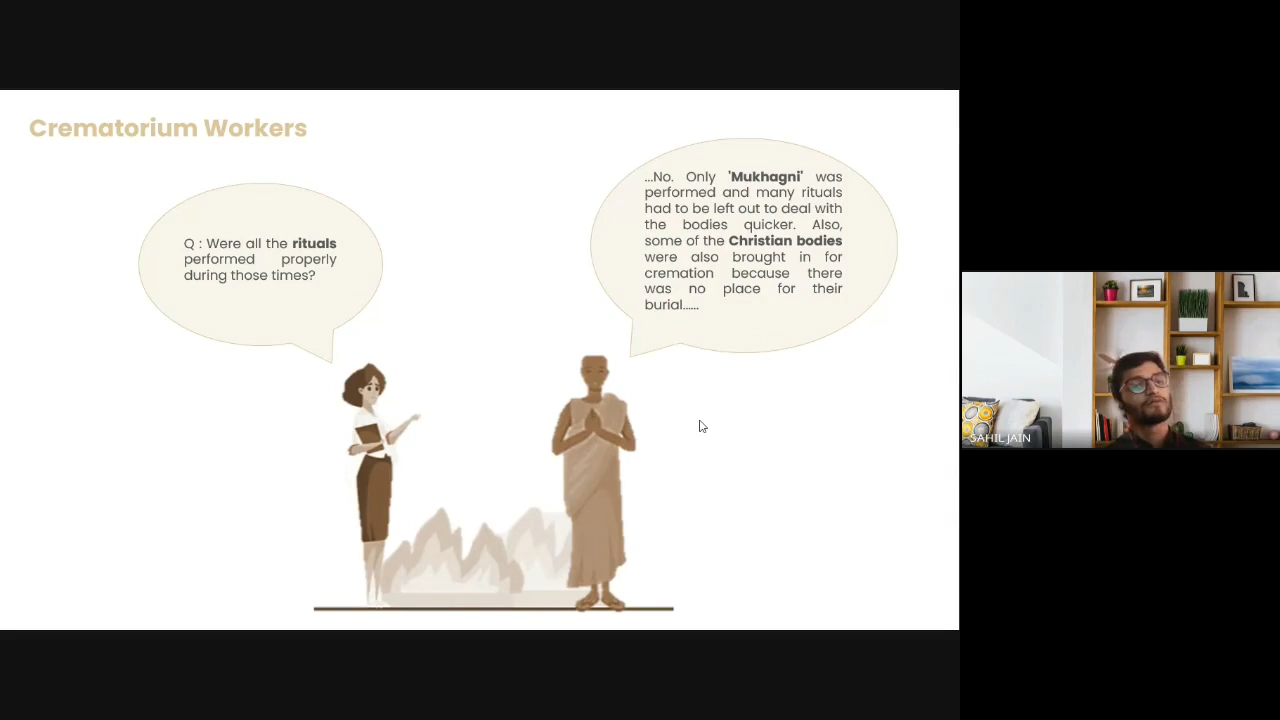 Crematorium Workers
Q : Were all the rituals
performed properly
during those times?
...No. Only 'Mukhagni' was
performed and many rituals
had to be left out to deal with
the bodies quicker. Also,
some of the Christian bodies
were also brought in for
cremation because there
was no place for their
burial......
SAHIL JAIN